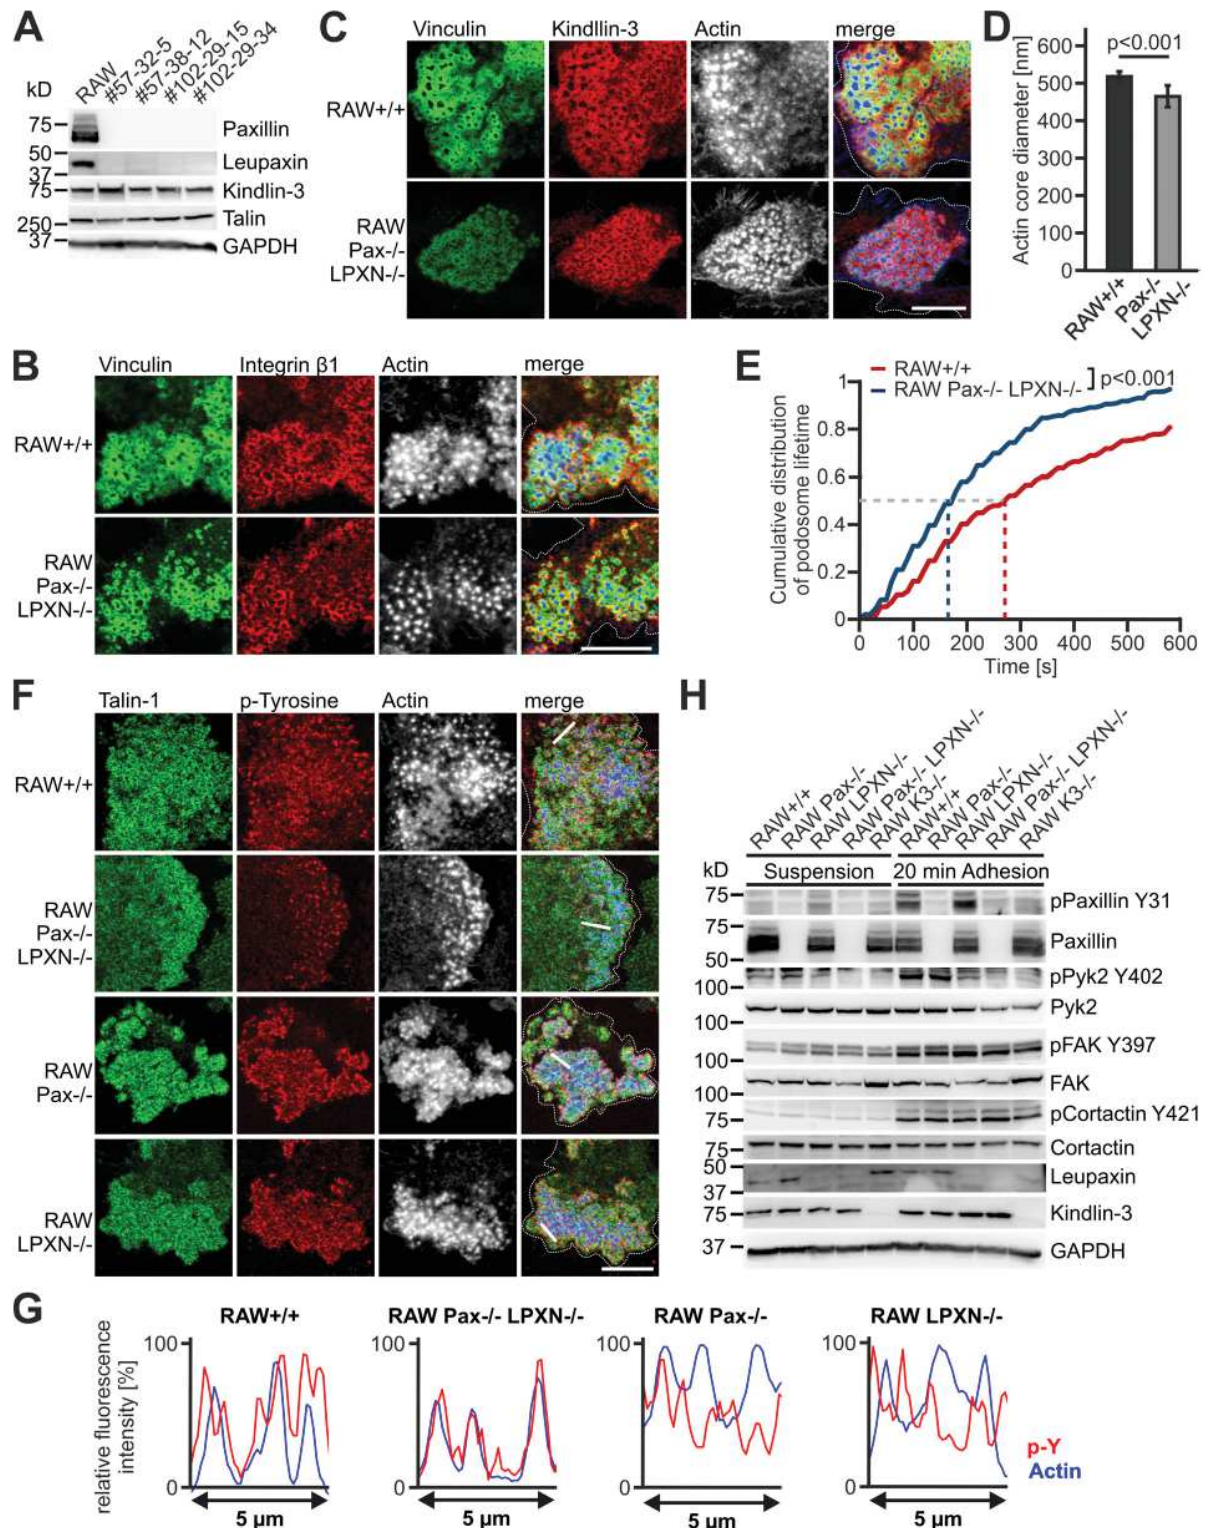 A
kD
RAW
#57-32-5
#57-38-12
#102-29-15
#102-29-34
75
50
37
75
250
37
Paxillin
Leupaxin
Kindlin-3
Talin
GAPDH
C
Vinculin Kindllin-3 Actin merge
RAW+/+
RAW
Pax-/-
LPXN-/-
D
p<0.001
Actin core diameter [nm]
600
500
400
300
200
100
0
RAW+/+
Pax-/-
LPXN-/-
B
Vinculin Integrin β1 Actin merge
RAW+/+
RAW
Pax-/-
LPXN-/-
E
RAW+/+
RAW Pax-/- LPXN-/-
p<0.001
Cumulative distribution
of podosome lifetime
1
0.8
0.6
0.4
0.2
0
0 100 200 300 400 500 600
Time [s]
F
Talin-1 p-Tyrosine Actin merge
RAW+/+
RAW
Pax-/-
LPXN-/-
RAW
Pax-/-
RAW
LPXN-/-
H
RAW+/+
RAW Pax-/-
RAW LPXN-/-
RAW Pax-/- LPXN-/-
RAW K3-/-
RAW+/+
RAW Pax-/-
RAW LPXN-/-
RAW Pax-/- LPXN-/-
RAW K3-/-
kD Suspension 20 min Adhesion
75 pPaxillin Y31
75
50
Paxillin
100 pPyk2 Y402
100 Pyk2
100 pFAK Y397
100 FAK
75 pCortactin Y421
75 Cortactin
50
37
Leupaxin
75 Kindlin-3
37 GAPDH
G
RAW+/+ RAW Pax-/- LPXN-/- RAW Pax-/- RAW LPXN-/-
relative fluorescence
intensity [%]
100 100 100 100
0 0 0 0
p-Y
Actin
5 µm 5 µm 5 µm 5 µm